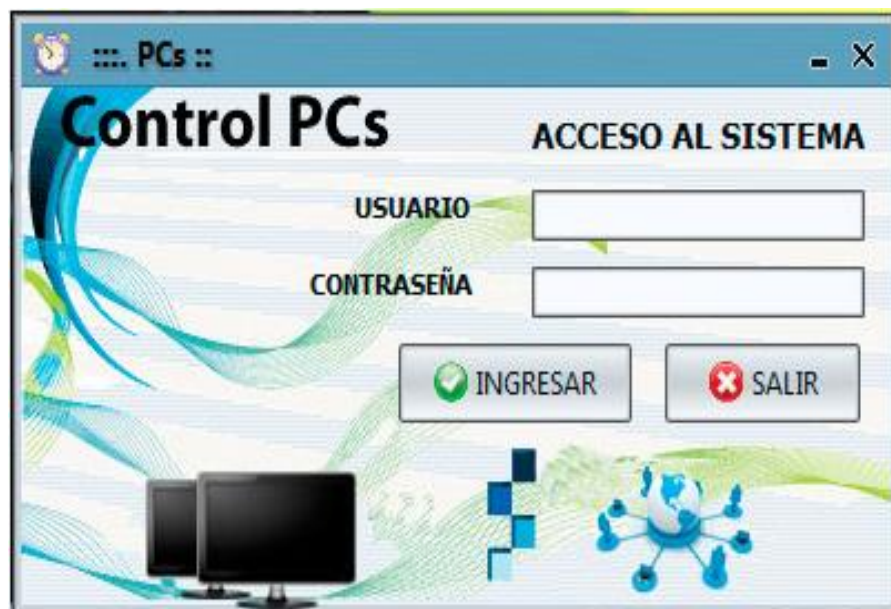 ::::. PCs ::
Control PCs
ACCESO AL SISTEMA
USUARIO
CONTRASEÑA
INGRESAR
SALIR